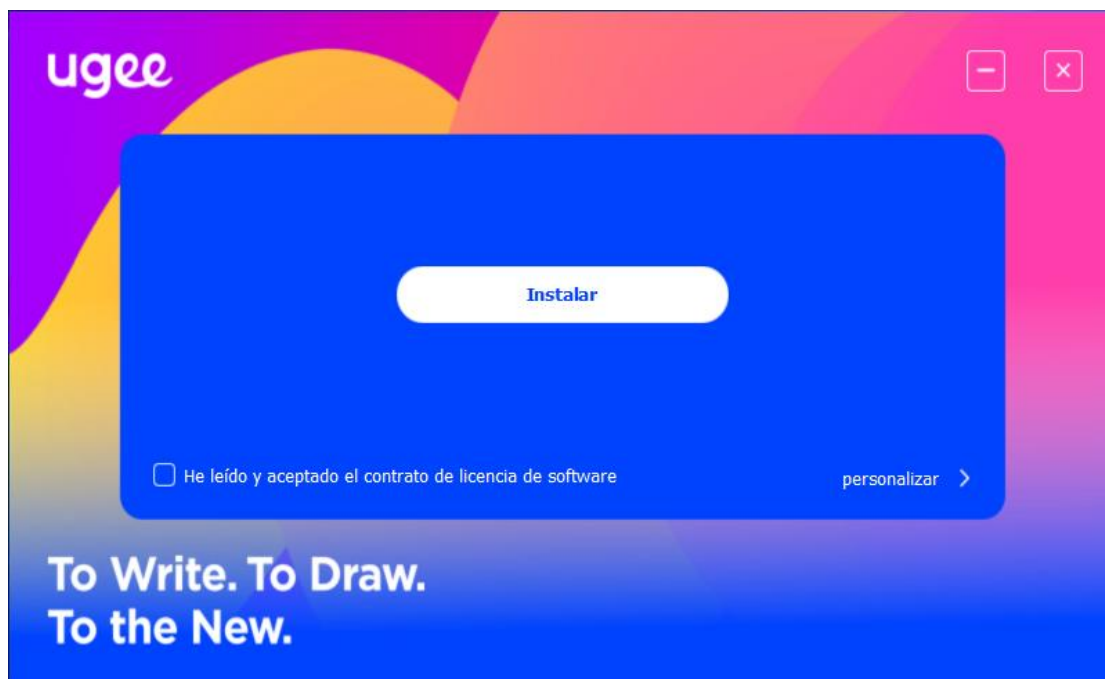 ugee
Instalar
He leído y aceptado el contrato de licencia de software
personalizar
To Write. To Draw.
To the New.